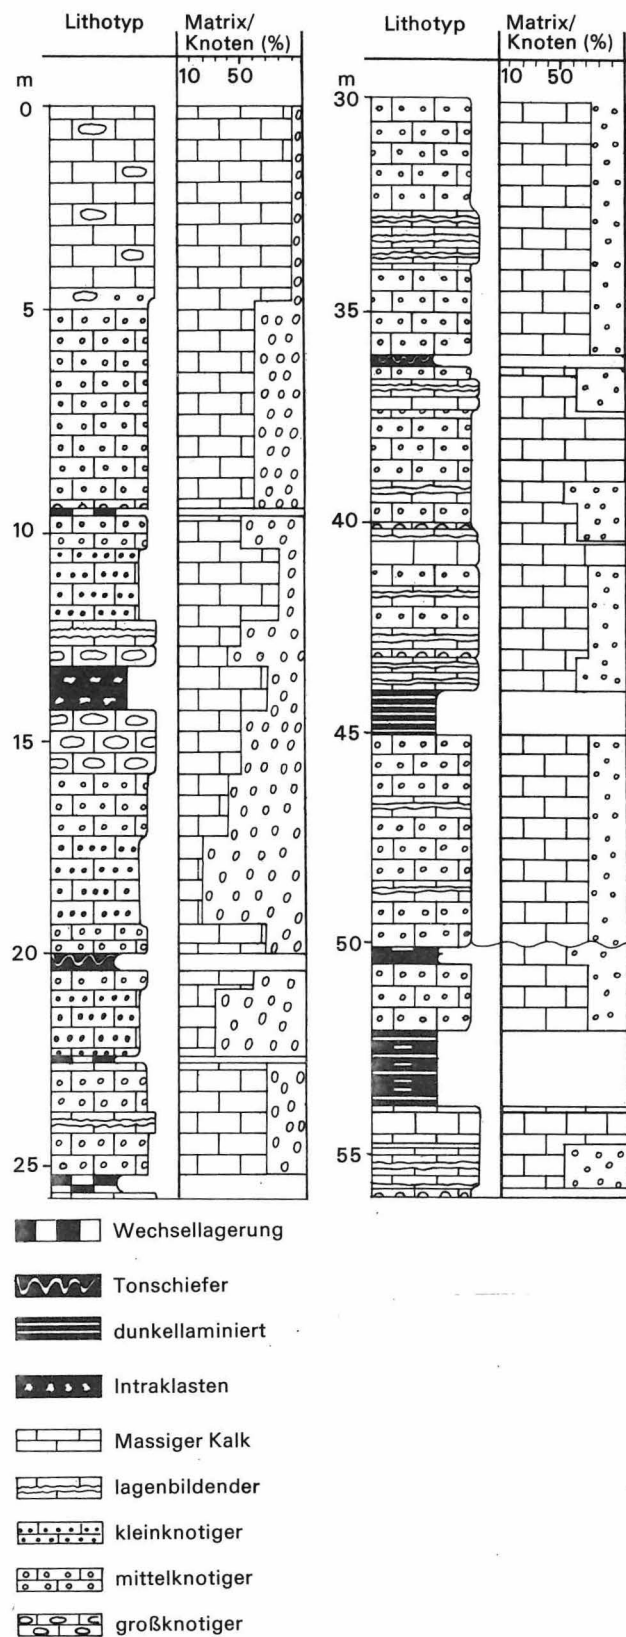 Lithotyp
Matrix/
Knoten (%)
m
10 50
0
5
10
15
20
25
Lithotyp
Matrix/
Knoten (%)
m
10 50
30
35
40
45
50
55
Wechsellagerung
Tonschiefer
dunkellaminiert
Intraklasten
Massiger Kalk
lagenbildender
kleinknotiger
mittelknotiger
großknotiger